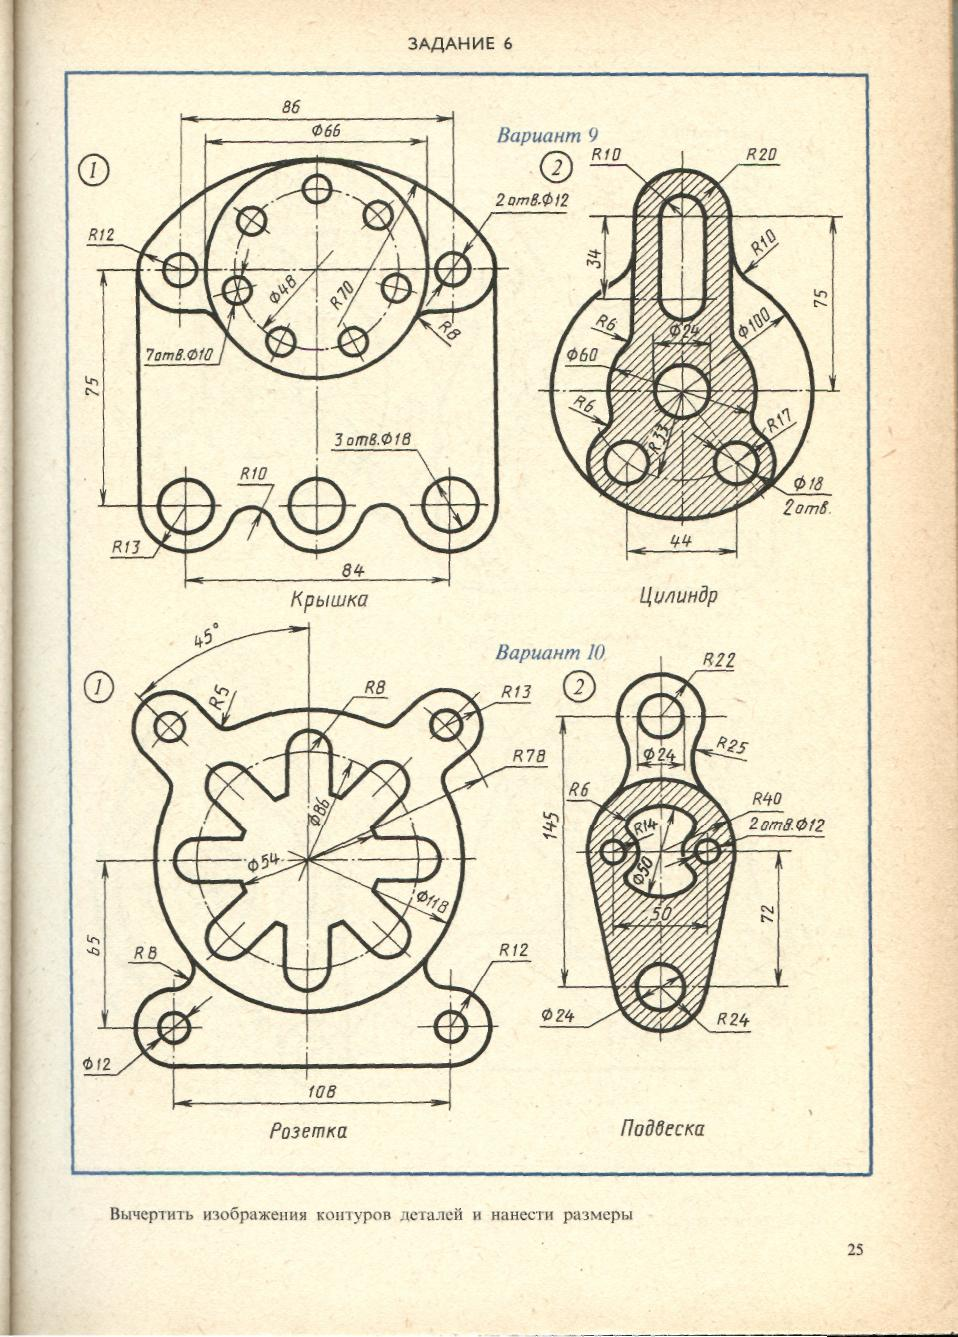 ЗАДАНИЕ 6
Вариант 9
1
86
Ф66
R12
2 отв.Ф12
Ф48
R70
R8
7отв.Ф10
75
3 отв.Ф18
R10
R13
84
Крышка
2
R10
R20
R10
34
75
R6
Ф24
Ф100
Ф60
R6
R33
R17
Ф18
2отв.
44
Цилиндр
Вариант 10
1
45°
R5
R8
R13
R78
Ф86
Ф54
Ф118
65
R8
R12
Ф12
108
Розетка
2
R22
Ф24
R25
R6
R40
R14
2 отв.Ф12
145
Ф50
50
72
Ф24
R24
Подвеска
Вычертить изображения контуров деталей и нанести размеры
25